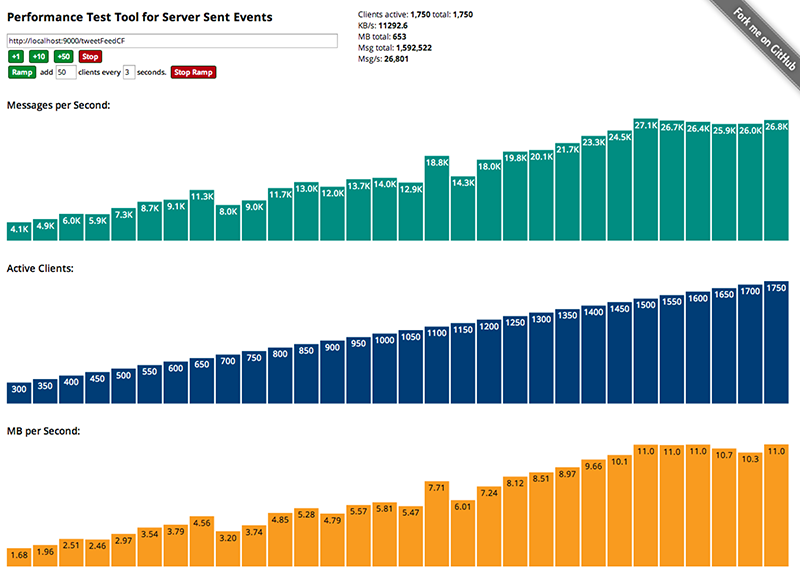 Performance Test Tool for Server Sent Events
Clients active: 1,750 total: 1,750
KB/s: 11292.6
MB total: 653
Msg total: 1,592,522
Msg/s: 26,801
Fork me on GitHub
http://localhost:9000/tweetFeedCF
+1 +10 +50 Stop
Ramp add 50 clients every 3 seconds. Stop Ramp
Messages per Second:
4.1K 4.9K 6.0K 5.9K 7.3K 8.7K 9.1K 11.3K 8.0K 9.0K 11.7K 13.0K 12.0K 13.7K 14.0K 12.9K 18.8K 14.3K 18.0K 19.8K 20.1K 21.7K 23.3K 24.5K 27.1K 26.7K 26.4K 25.9K 26.0K 26.8K
Active Clients:
300 350 400 450 500 550 600 650 700 750 800 850 900 950 1000 1050 1100 1150 1200 1250 1300 1350 1400 1450 1500 1550 1600 1650 1700 1750
MB per Second:
1.68 1.96 2.51 2.46 2.97 3.54 3.79 4.56 3.20 3.74 4.85 5.28 4.79 5.57 5.81 5.47 7.71 6.01 7.24 8.12 8.51 8.97 9.66 10.1 11.0 11.0 11.0 10.7 10.3 11.0